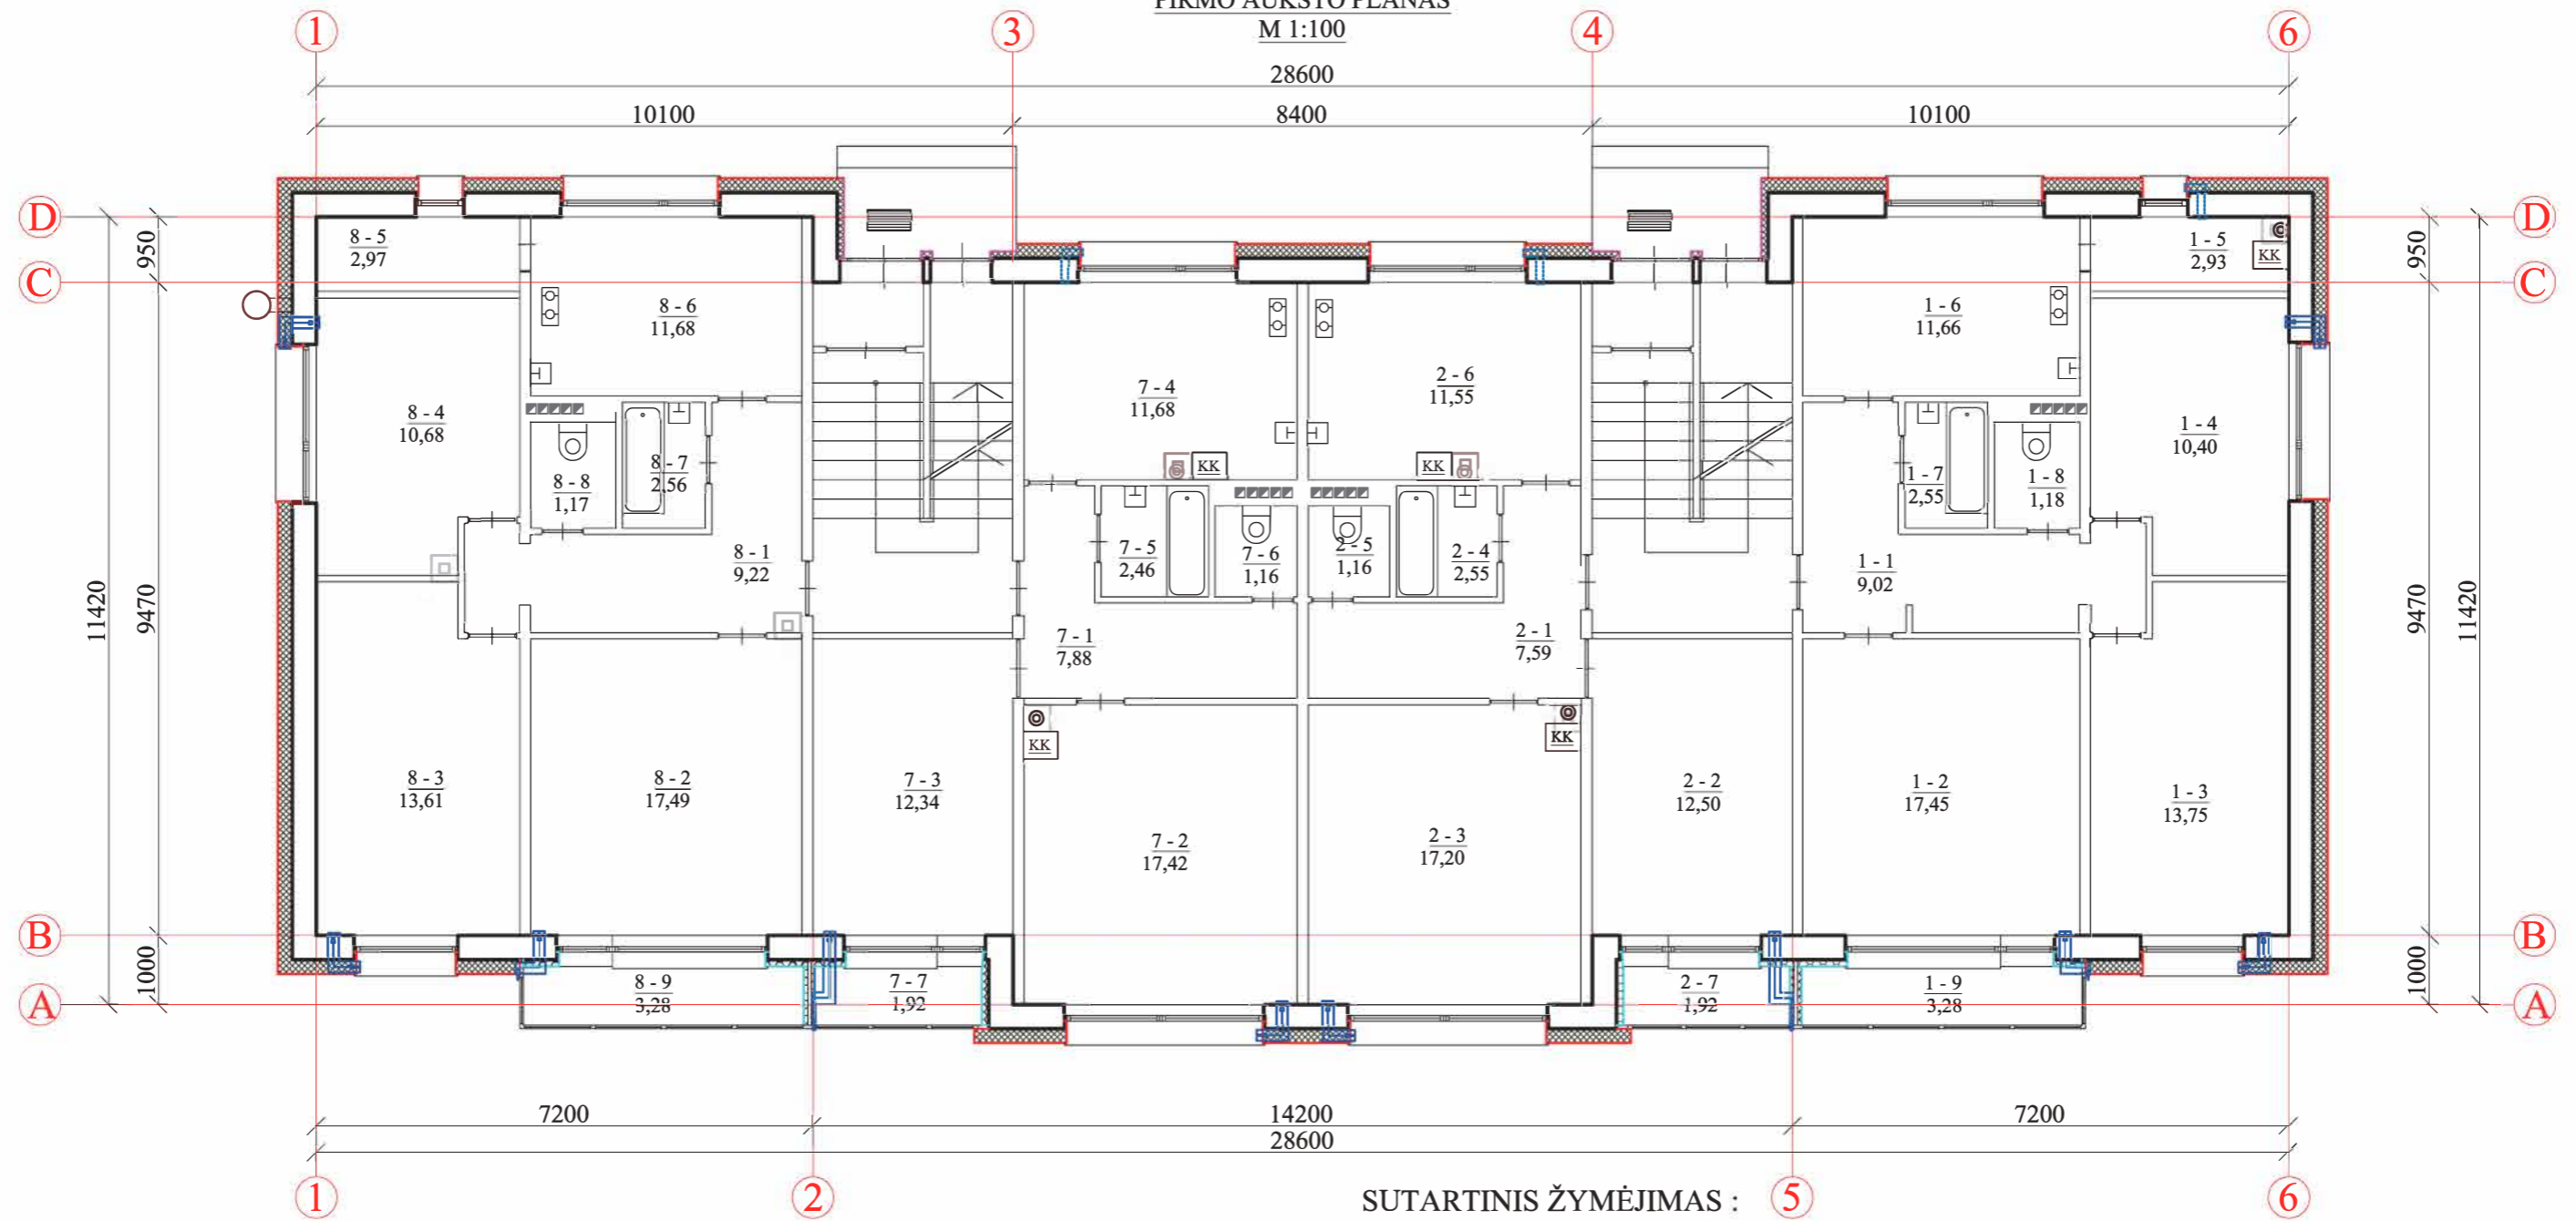 PIRMO AUKŠTO PLANAS
M 1:100
1 3 4 6
28600
10100 8400 10100
D D
950 950
C C
8 - 5
2,97
8 - 6
11,68
1 - 6
11,66
1 - 5
2,93
KK
8 - 4
10,68
7 - 4
11,68
2 - 6
11,55
1 - 4
10,40
KK KK
8 - 8
1,17
8 - 7
2,56
1 - 7
2,55
1 - 8
1,18
8 - 1
9,22
7 - 5
2,46
7 - 6
1,16
2 - 5
1,16
2 - 4
2,55
1 - 1
9,02
11420 9470 9470 11420
7 - 1
7,88
2 - 1
7,59
KK KK
8 - 3
13,61
8 - 2
17,49
7 - 3
12,34
7 - 2
17,42
2 - 3
17,20
2 - 2
12,50
1 - 2
17,45
1 - 3
13,75
B B
1000 1000
8 - 9
3,28
7 - 7
1,92
2 - 7
1,92
1 - 9
3,28
A A
7200 14200 7200
28600
1 2 5 6
SUTARTINIS ŽYMĖJIMAS :